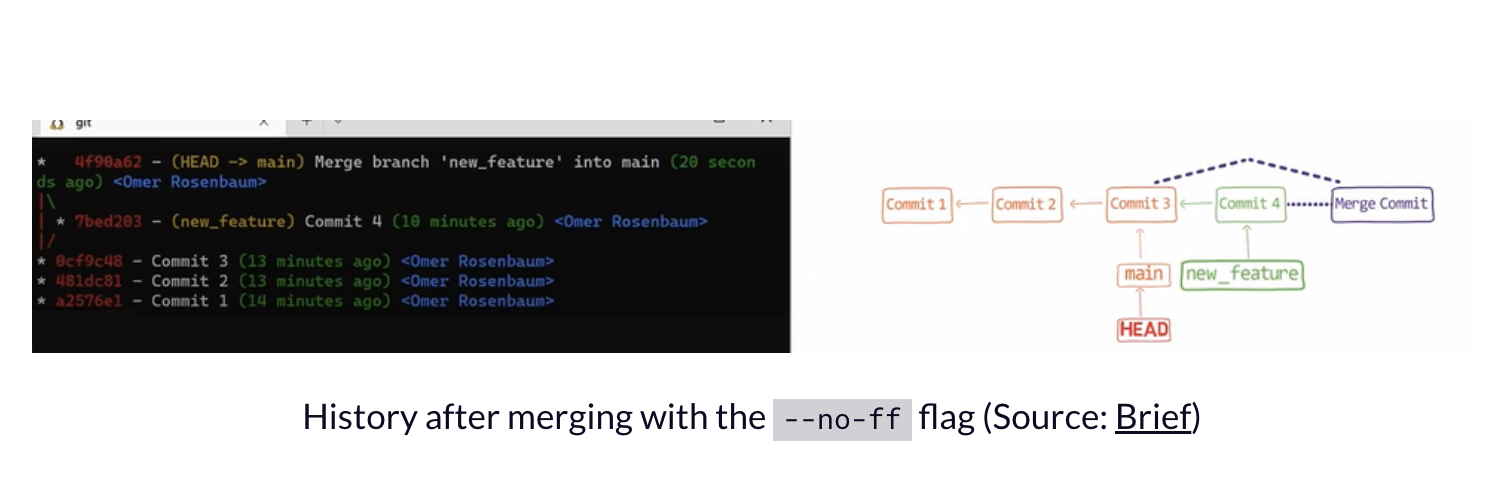 git
*   4f90a62 - (HEAD -> main) Merge branch 'new_feature' into main (20 secon
ds ago) <Omer Rosenbaum>
|\
| * 7bed203 - (new_feature) Commit 4 (10 minutes ago) <Omer Rosenbaum>
|/
* 0cf9c48 - Commit 3 (13 minutes ago) <Omer Rosenbaum>
* 481dc81 - Commit 2 (13 minutes ago) <Omer Rosenbaum>
* a2576e1 - Commit 1 (14 minutes ago) <Omer Rosenbaum>
Commit 1 Commit 2 Commit 3 Commit 4 Merge Commit
main new_feature
HEAD
History after merging with the --no-ff flag (Source: Brief)